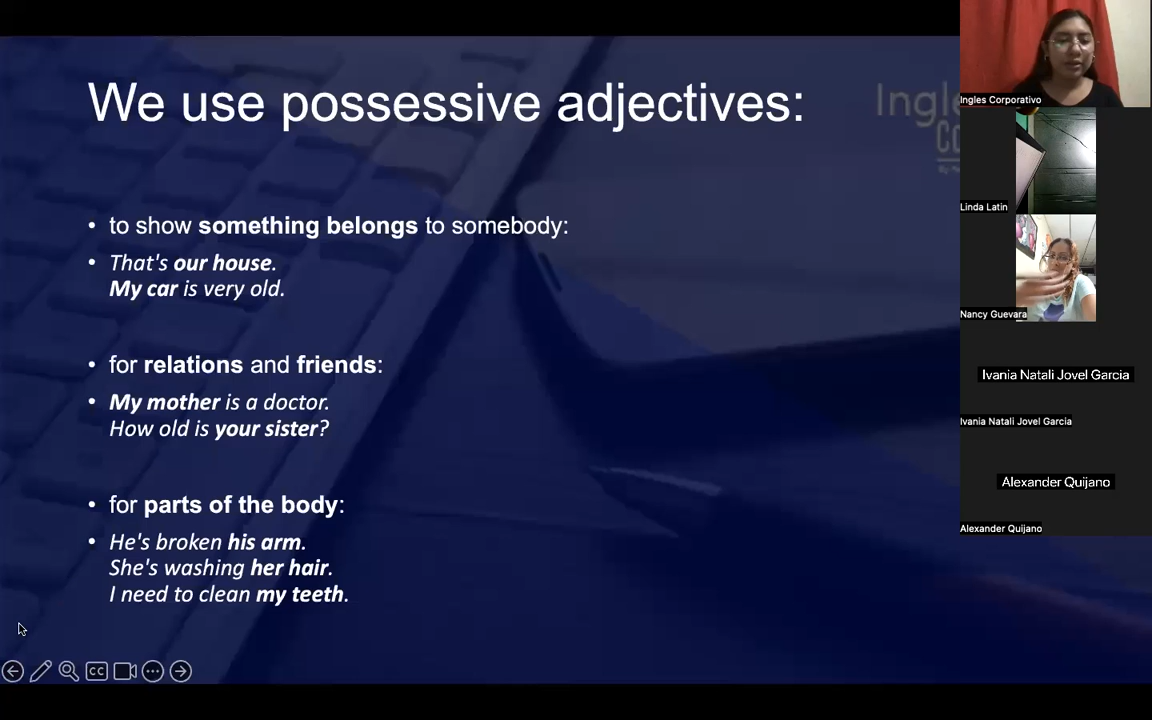 We use possessive adjectives:
• to show something belongs to somebody:
• That's our house.
My car is very old.
• for relations and friends:
• My mother is a doctor.
How old is your sister?
• for parts of the body:
• He's broken his arm.
She's washing her hair.
I need to clean my teeth.
CC
Ingles Corporativo
Linda Latin
Nancy Guevara
Ivania Natali Jovel Garcia
Ivania Natali Jovel Garcia
Alexander Quijano
Alexander Quijano